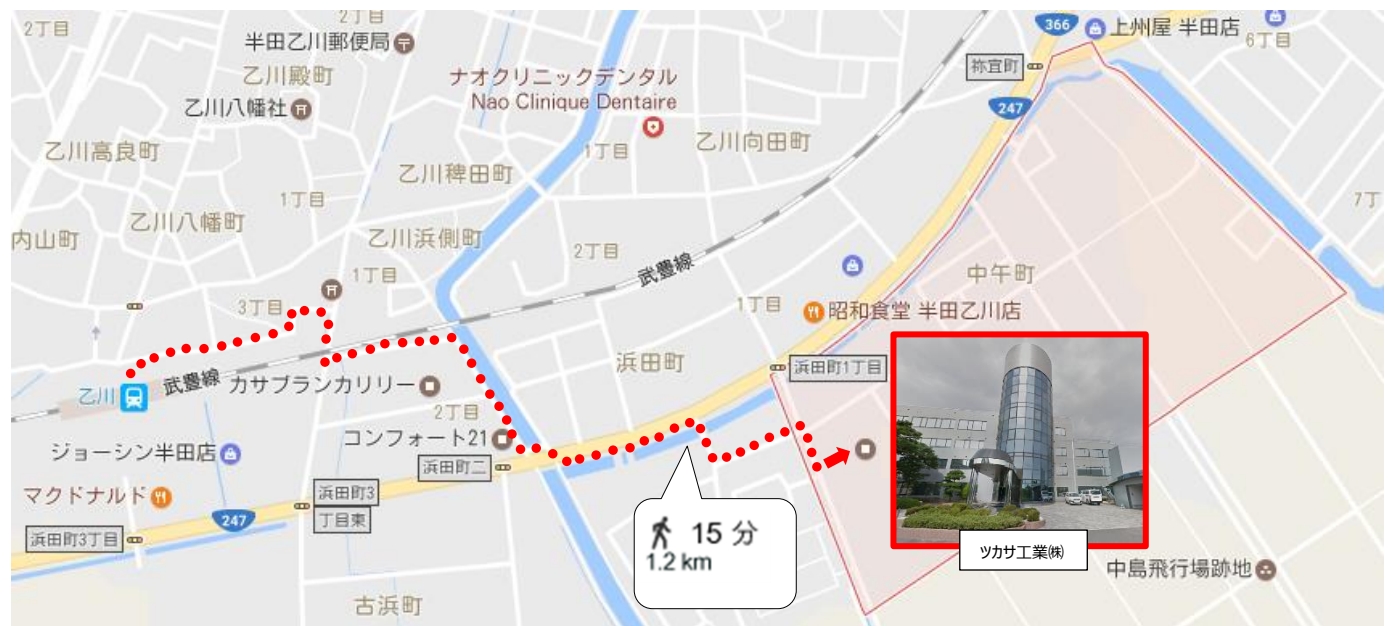 2丁目
2丁目
半田乙川郵便局
乙川殿町
乙川八幡社
ナオクリニックデンタル
Nao Clinique Dentaire
366
上州屋 半田店
6丁目
祢宜町
247
乙川高良町
1丁目
乙川向田町
乙川稗田町
1丁目
7丁
内山町
乙川八幡町
乙川浜側町
2丁目
武豊線
中午町
1丁目
3丁目
1丁目
昭和食堂 半田乙川店
浜田町
浜田町1丁目
乙川
武豊線
カサブランカリリー
2丁目
コンフォート21
ジョーシン半田店
浜田町二
マクドナルド
浜田町3
丁目東
247
浜田町3丁目
15 分
1.2 km
ツカサ工業㈱
中島飛行場跡地
古浜町